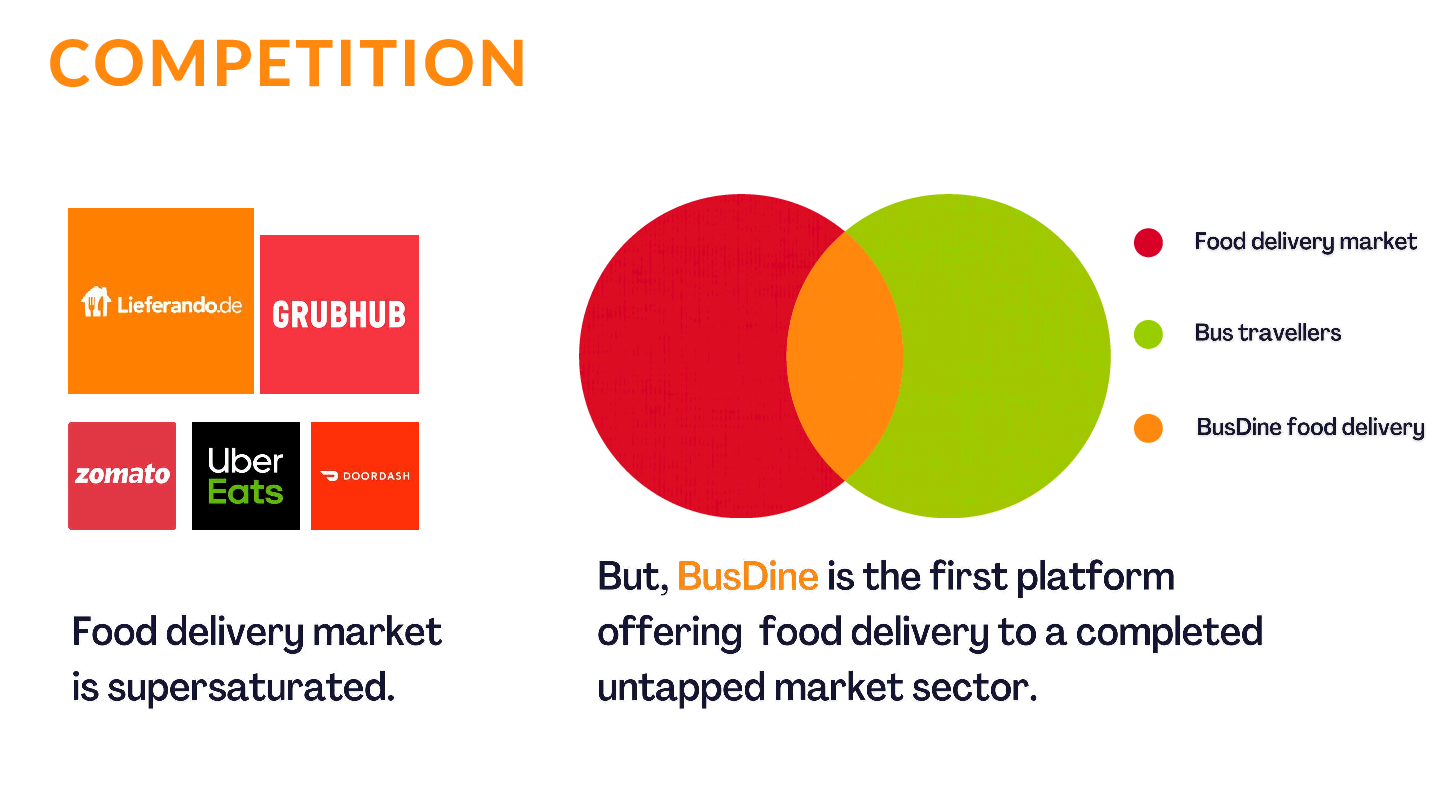 COMPETITION
Lieferando.de
GRUBHUB
zomato
Uber
Eats
DOORDASH
Food delivery market
is supersaturated.
Food delivery market
Bus travellers
BusDine food delivery
But, BusDine is the first platform
offering food delivery to a completed
untapped market sector.